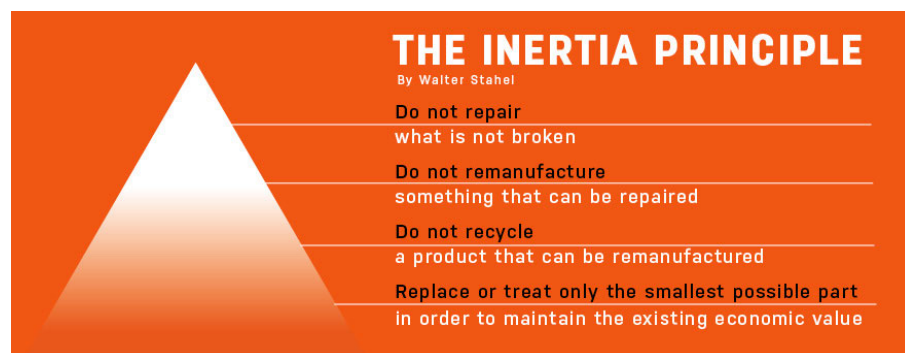 THE INERTIA PRINCIPLE
By Walter Stahel
Do not repair
what is not broken
Do not remanufacture
something that can be repaired
Do not recycle
a product that can be remanufactured
Replace or treat only the smallest possible part
in order to maintain the existing economic value